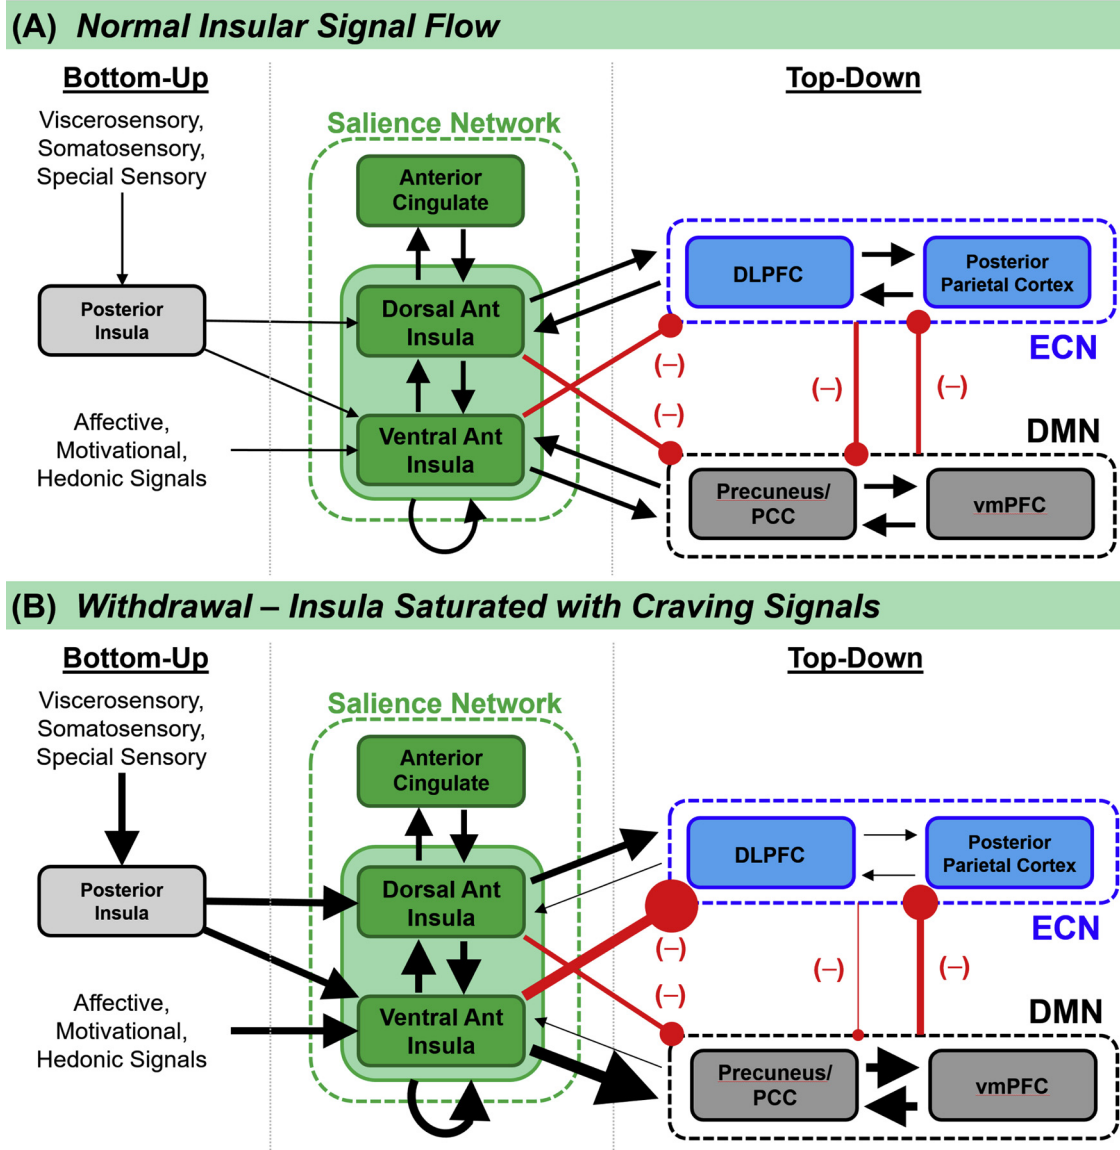 (A) Normal Insular Signal Flow
Bottom-Up
Top-Down
Viscerosensory,
Somatosensory,
Special Sensory
Salience Network
Anterior
Cingulate
DLPFC
Posterior
Parietal Cortex
Posterior
Insula
Dorsal Ant
Insula
ECN
(–)
(–)
(–)
(–)
Affective,
Motivational,
Hedonic Signals
Ventral Ant
Insula
DMN
Precuneus/
PCC
vmPFC
(B) Withdrawal – Insula Saturated with Craving Signals
Bottom-Up
Top-Down
Viscerosensory,
Somatosensory,
Special Sensory
Salience Network
Anterior
Cingulate
DLPFC
Posterior
Parietal Cortex
Posterior
Insula
Dorsal Ant
Insula
ECN
(–)
(–)
(–)
(–)
Affective,
Motivational,
Hedonic Signals
Ventral Ant
Insula
DMN
Precuneus/
PCC
vmPFC